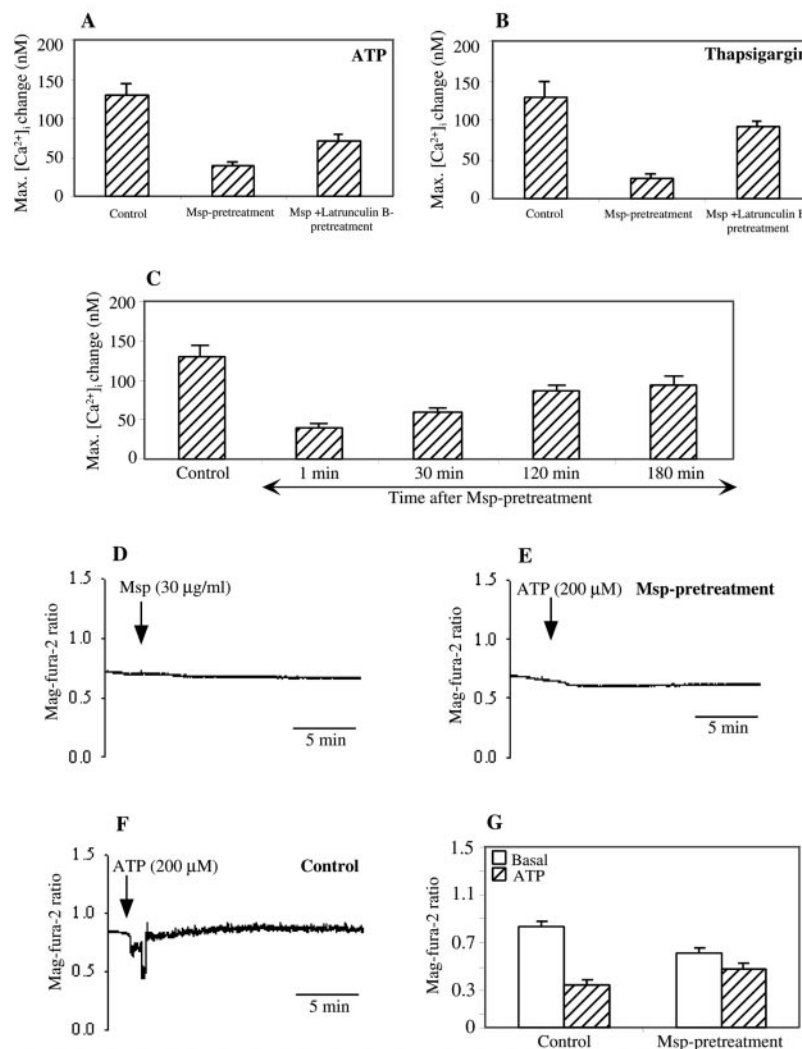 A
ATP
Max. [Ca²⁺]ᵢ change (nM)
200
150
100
50
0
Control
Msp-pretreatment
Msp +Latrunculin B-
pretreatment
B
Thapsigargin
Max. [Ca²⁺]ᵢ change (nM)
200
150
100
50
0
Control
Msp-pretreatment
Msp +Latrunculin B
pretreatment
C
Max. [Ca²⁺]ᵢ change (nM)
200
150
100
50
0
Control
1 min
30 min
120 min
180 min
Time after Msp-pretreatment
D
Msp (30 μg/ml)
Mag-fura-2 ratio
1.5
1.0
0.5
0.0
5 min
E
ATP (200 μM) Msp-pretreatment
Mag-fura-2 ratio
1.5
1.0
0.5
0.0
5 min
F
ATP (200 μM) Control
Mag-fura-2 ratio
1.5
1.0
0.5
0.0
5 min
G
Basal
ATP
Mag-fura-2 ratio
1.5
0.7
0.3
0
Control
Msp-pretreatment